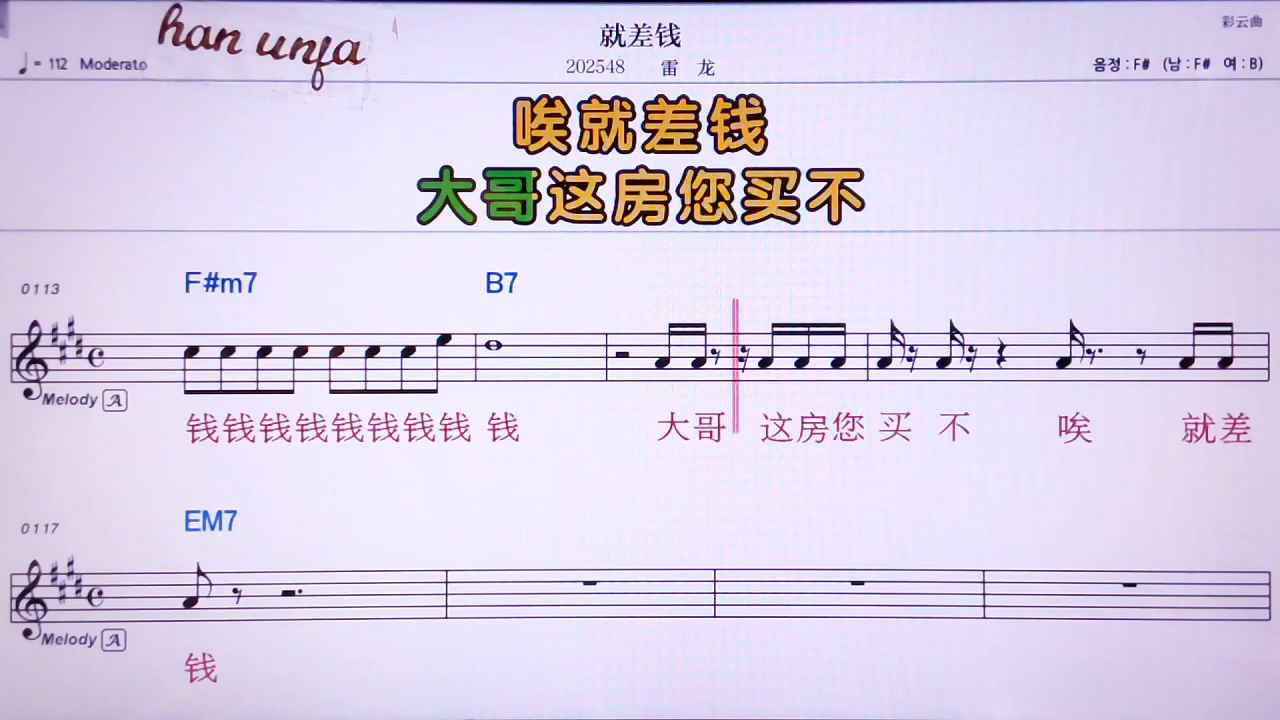 han unfa
就差钱
彩云曲
♩= 112 Moderato
202548 雷 龙
음정 : F# (남 : F# 여 : B)
唉就差钱
大哥这房您买不
0113
F#m7 B7
Melody A
钱钱钱钱钱钱钱钱 钱 大哥 这房您 买 不 唉 就差
0117
EM7
Melody A
钱